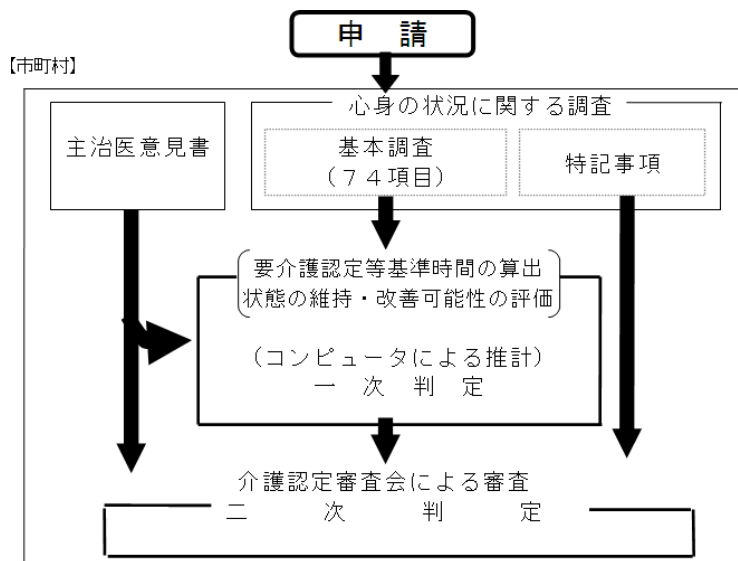 申 請
【市町村】
心身の状況に関する調査
主治医意見書
基本調査
（７４項目）
特記事項
要介護認定等基準時間の算出
状態の維持・改善可能性の評価
（コンピュータによる推計）
一 次 判 定
介護認定審査会による審査
二 次 判 定